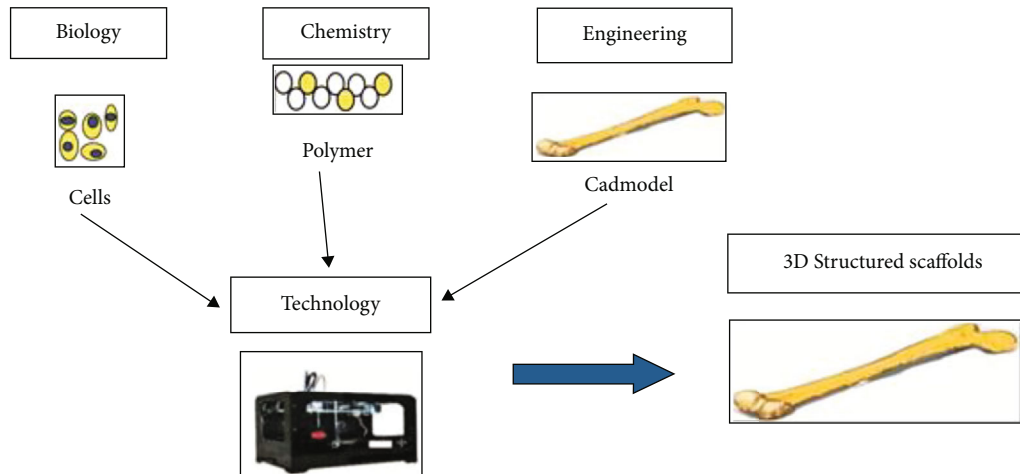 Biology
Chemistry
Engineering
Cells
Polymer
Cadmodel
Technology
3D Structured scaffolds